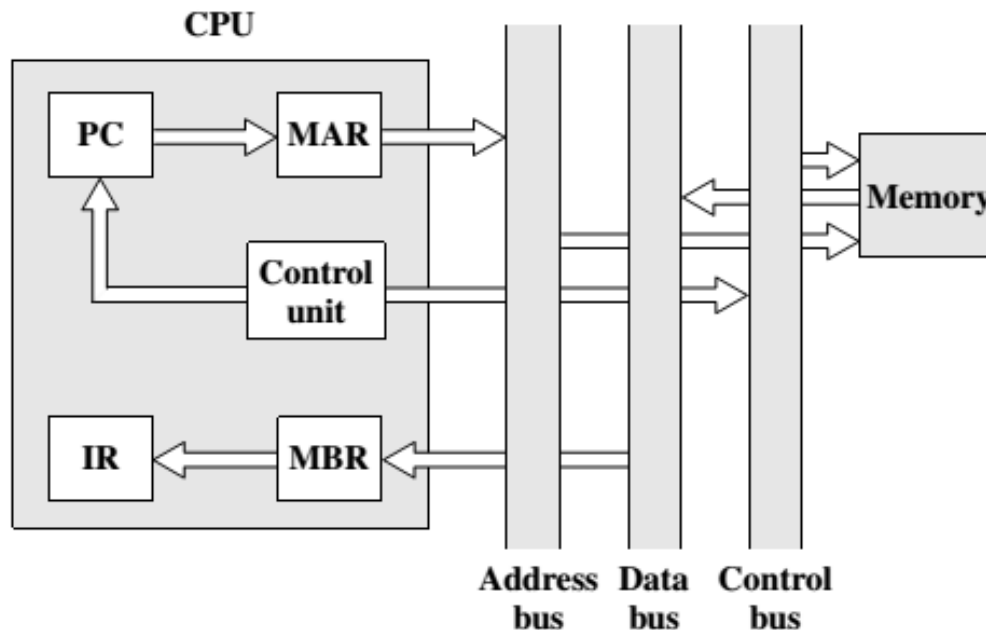 CPU
PC
MAR
Memory
Control
unit
IR
MBR
Address
bus
Data
bus
Control
bus